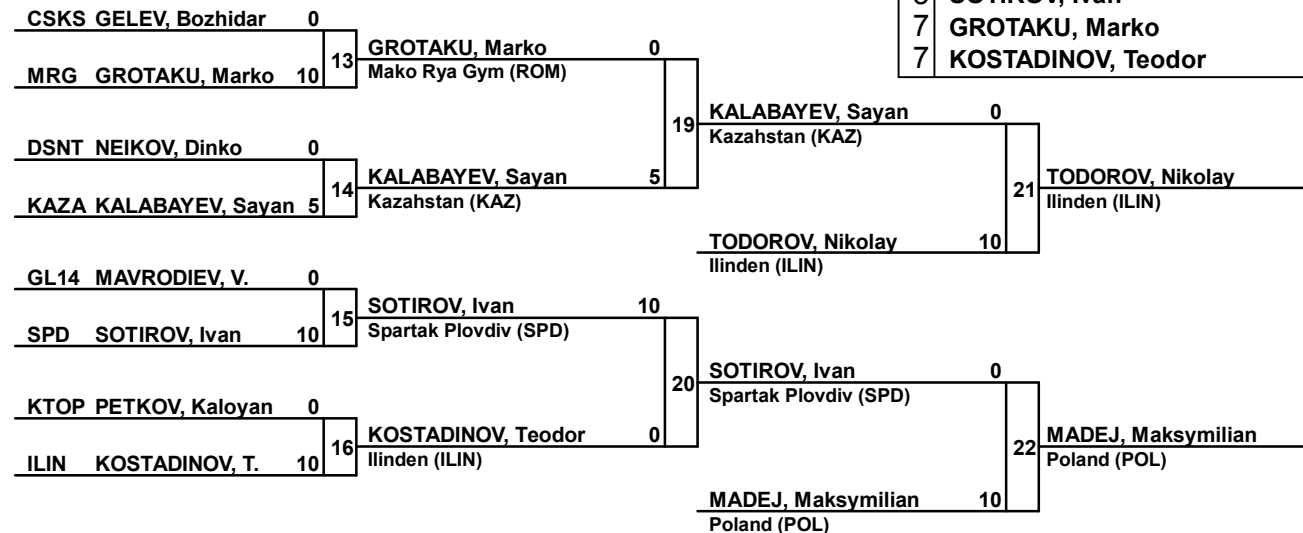 SOTIROV, Ivan
7 GROTAKU, Marko
7 KOSTADINOV, Teodor
CSKS GELEV, Bozhidar 0
MRG GROTAKU, Marko 10
13
GROTAKU, Marko 0
Mako Rya Gym (ROM)
DSNT NEIKOV, Dinko 0
KAZA KALABAYEV, Sayan 5
14
KALABAYEV, Sayan 5
Kazahstan (KAZ)
19
KALABAYEV, Sayan 0
Kazahstan (KAZ)
TODOROV, Nikolay 10
Ilinden (ILIN)
21
TODOROV, Nikolay
Ilinden (ILIN)
GL14 MAVRODIEV, V. 0
SPD SOTIROV, Ivan 10
15
SOTIROV, Ivan 10
Spartak Plovdiv (SPD)
KTOP PETKOV, Kaloyan 0
ILIN KOSTADINOV, T. 10
16
KOSTADINOV, Teodor 0
Ilinden (ILIN)
20
SOTIROV, Ivan 0
Spartak Plovdiv (SPD)
MADEJ, Maksymilian 10
Poland (POL)
22
MADEJ, Maksymilian
Poland (POL)